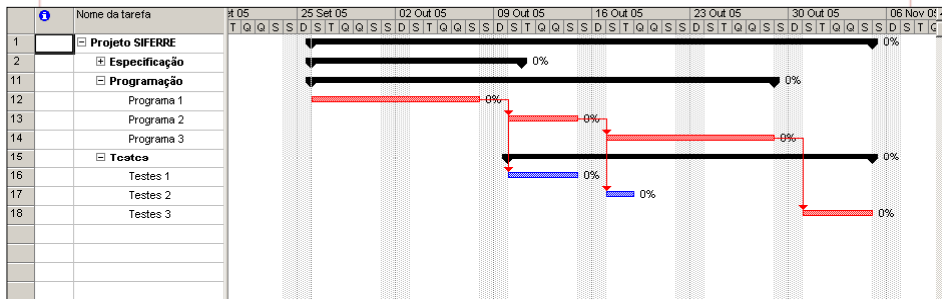 Nome da tarefa
et 05 25 Set 05 02 Out 05 09 Out 05 16 Out 05 23 Out 05 30 Out 05 06 Nov 05
T Q Q S S D S T Q Q S S D S T Q Q S S D S T Q Q S S D S T Q Q S S D S T Q Q S S D S T Q Q S S D S T Q
1 Projeto SIFERRE 0%
2 Especificação 0%
11 Programação 0%
12 Programa 1 0%
13 Programa 2 0%
14 Programa 3 0%
15 Testes 0%
16 Testes 1 0%
17 Testes 2 0%
18 Testes 3 0%